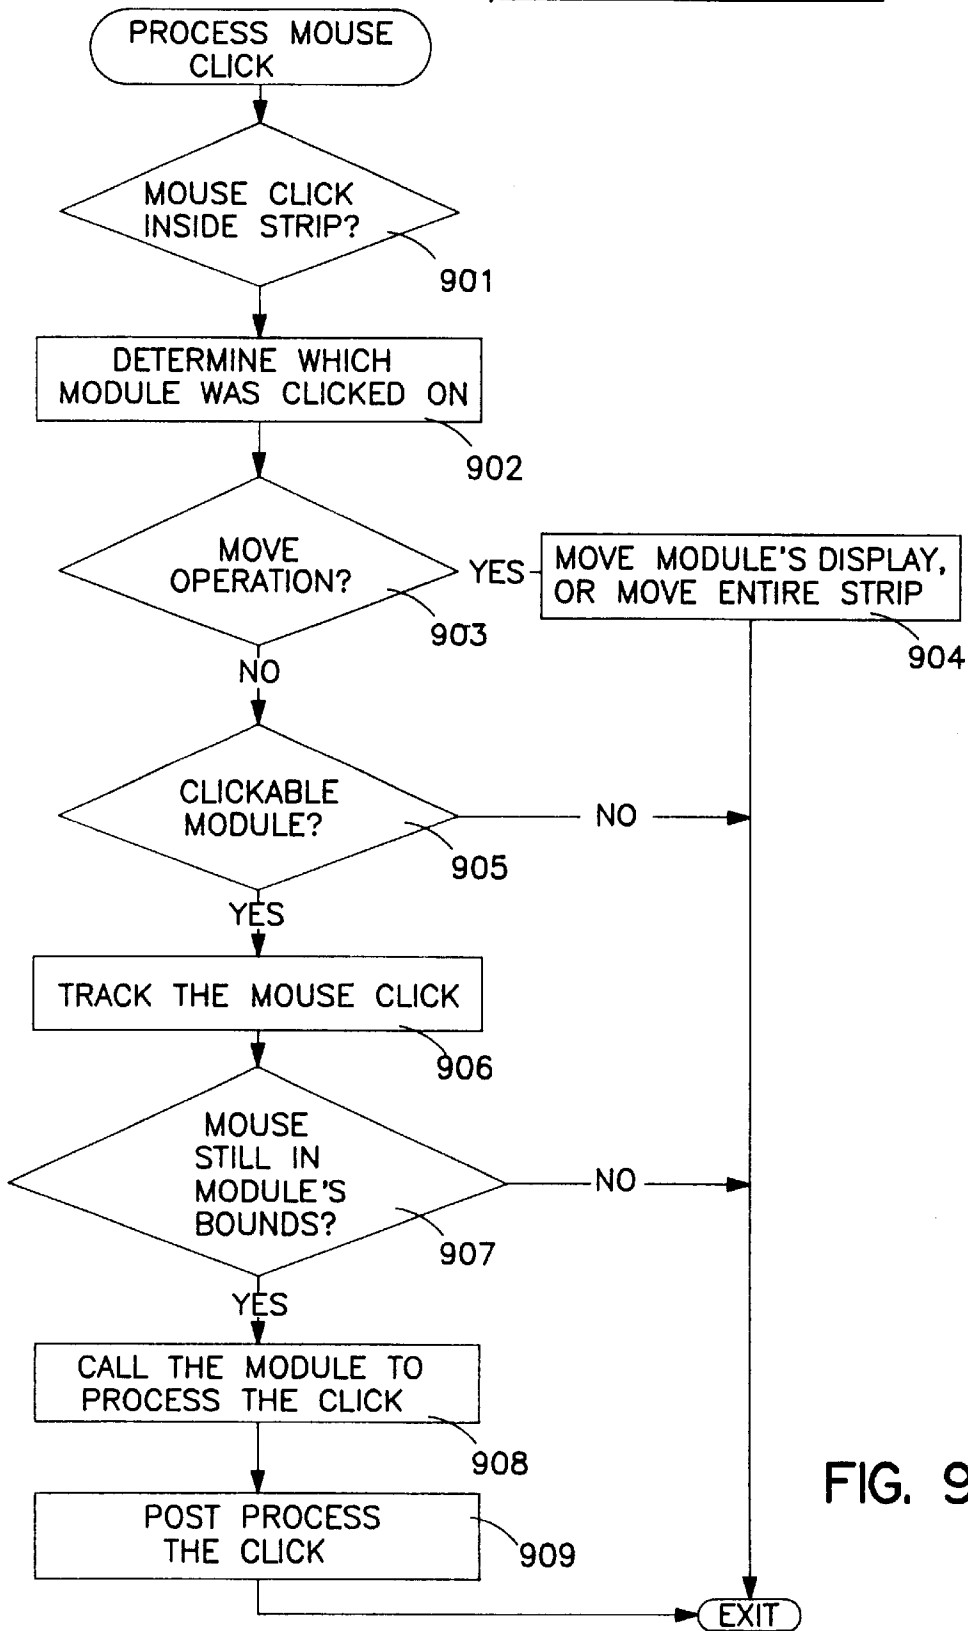 PROCESS MOUSE
CLICK
MOUSE CLICK
INSIDE STRIP?
901
DETERMINE WHICH
MODULE WAS CLICKED ON
902
MOVE
OPERATION?
903
YES
MOVE MODULE'S DISPLAY,
OR MOVE ENTIRE STRIP
904
NO
CLICKABLE
MODULE?
905
NO
YES
TRACK THE MOUSE CLICK
906
MOUSE
STILL IN
MODULE'S
BOUNDS?
907
NO
YES
CALL THE MODULE TO
PROCESS THE CLICK
908
POST PROCESS
THE CLICK
909
EXIT
FIG. 9